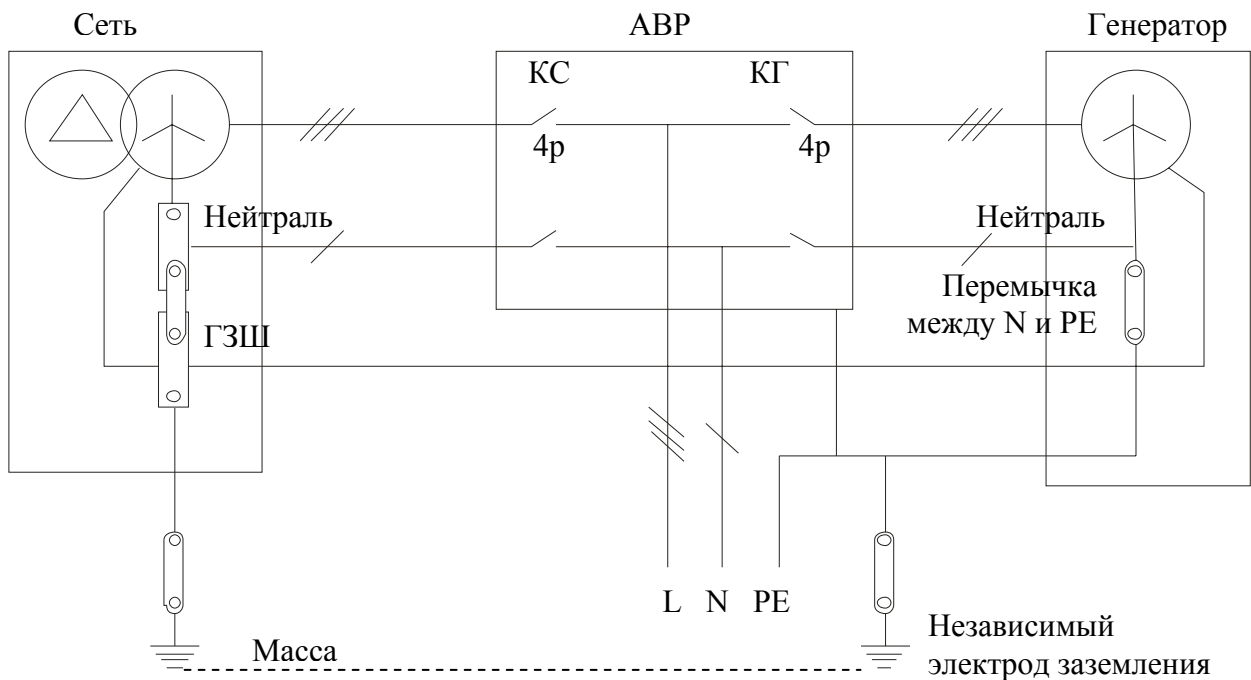 Сеть
АВР
Генератор
КС
КГ
4р
4р
Нейтраль
Нейтраль
Перемычка
между N и PE
ГЗШ
L N PE
Масса
Независимый
электрод заземления